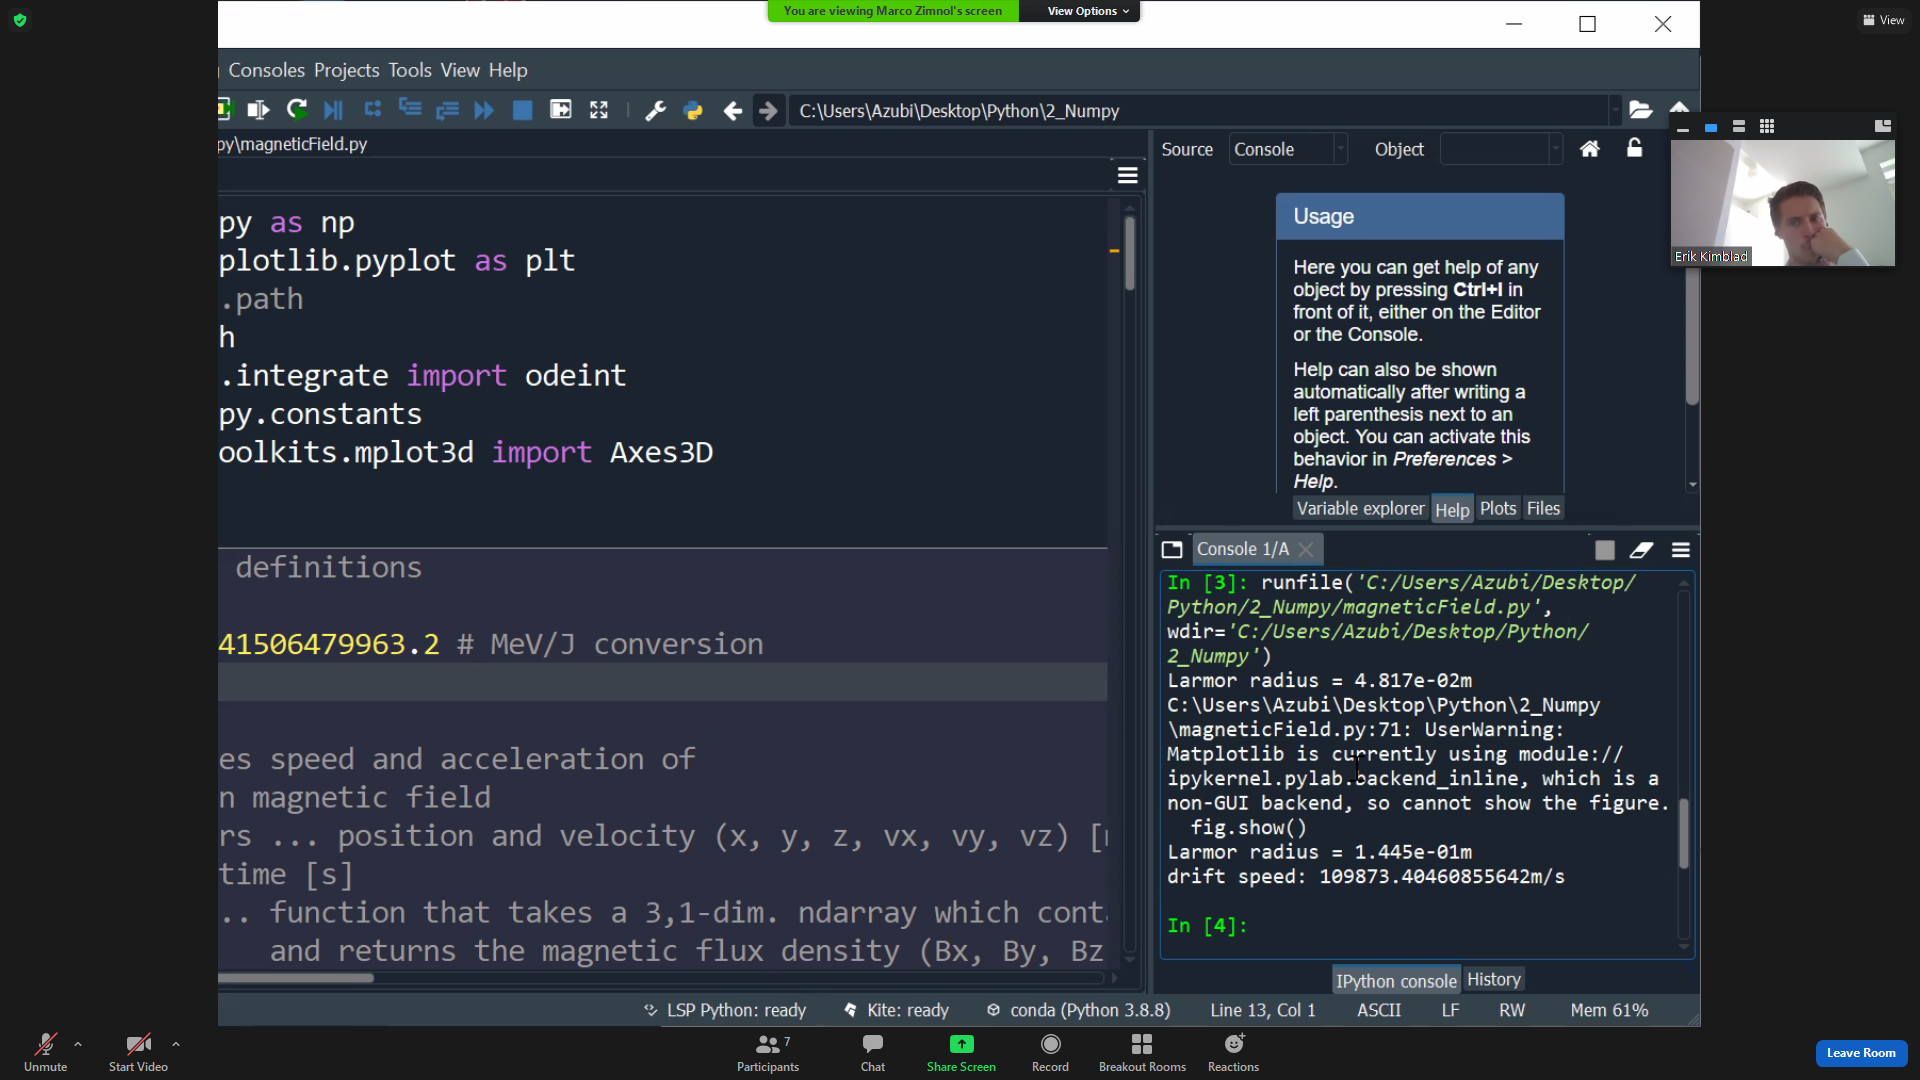 You are viewing Marco Zimnol's screen
View Options
View
Consoles Projects Tools View Help
C:\Users\Azubi\Desktop\Python\2_Numpy
py\magneticField.py
Source Console Object
py as np
plotlib.pyplot as plt
.path
h
.integrate import odeint
py.constants
oolkits.mplot3d import Axes3D
definitions
41506479963.2 # MeV/J conversion
es speed and acceleration of
n magnetic field
rs ... position and velocity (x, y, z, vx, vy, vz) [
time [s]
.. function that takes a 3,1-dim. ndarray which cont
and returns the magnetic flux density (Bx, By, Bz
Usage
Here you can get help of any
object by pressing Ctrl+I in
front of it, either on the Editor
or the Console.
Help can also be shown
automatically after writing a
left parenthesis next to an
object. You can activate this
behavior in Preferences >
Help.
Variable explorer Help Plots Files
Erik Kimblad
Console 1/A
In [3]: runfile('C:/Users/Azubi/Desktop/
Python/2_Numpy/magneticField.py',
wdir='C:/Users/Azubi/Desktop/Python/
2_Numpy')
Larmor radius = 4.817e-02m
C:\Users\Azubi\Desktop\Python\2_Numpy
\magneticField.py:71: UserWarning:
Matplotlib is currently using module://
ipykernel.pylab.backend_inline, which is a
non-GUI backend, so cannot show the figure.
fig.show()
Larmor radius = 1.445e-01m
drift speed: 109873.40460855642m/s
In [4]:
IPython console History
LSP Python: ready Kite: ready conda (Python 3.8.8) Line 13, Col 1 ASCII LF RW Mem 61%
Unmute Start Video Participants 7 Chat Share Screen Record Breakout Rooms Reactions Leave Room